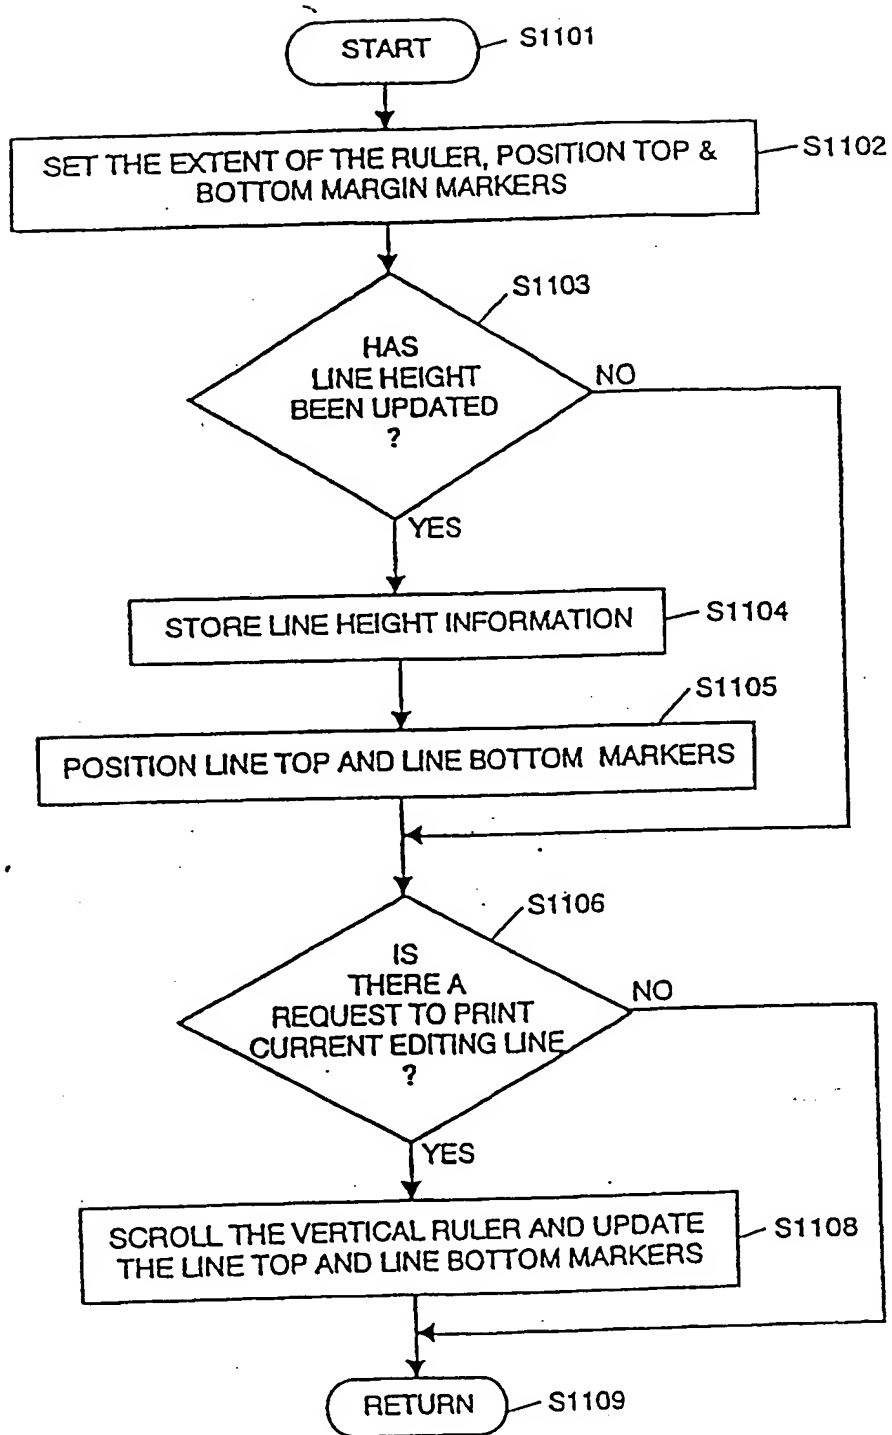 START
S1101
SET THE EXTENT OF THE RULER, POSITION TOP &
BOTTOM MARGIN MARKERS
S1102
S1103
HAS
LINE HEIGHT
BEEN UPDATED
?
NO
YES
STORE LINE HEIGHT INFORMATION
S1104
S1105
POSITION LINE TOP AND LINE BOTTOM MARKERS
S1106
IS
THERE A
REQUEST TO PRINT
CURRENT EDITING LINE
?
NO
YES
SCROLL THE VERTICAL RULER AND UPDATE
THE LINE TOP AND LINE BOTTOM MARKERS
S1108
RETURN
S1109